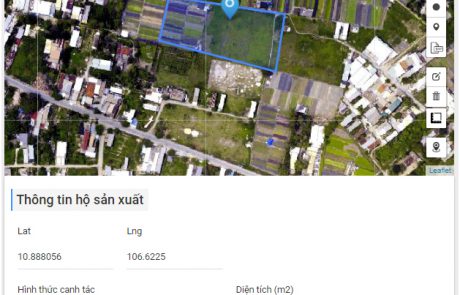 Leaflet
Thông tin hộ sản xuất
Lat Lng
10.888056 106.6225
Hình thức canh tác Diện tích (m2)